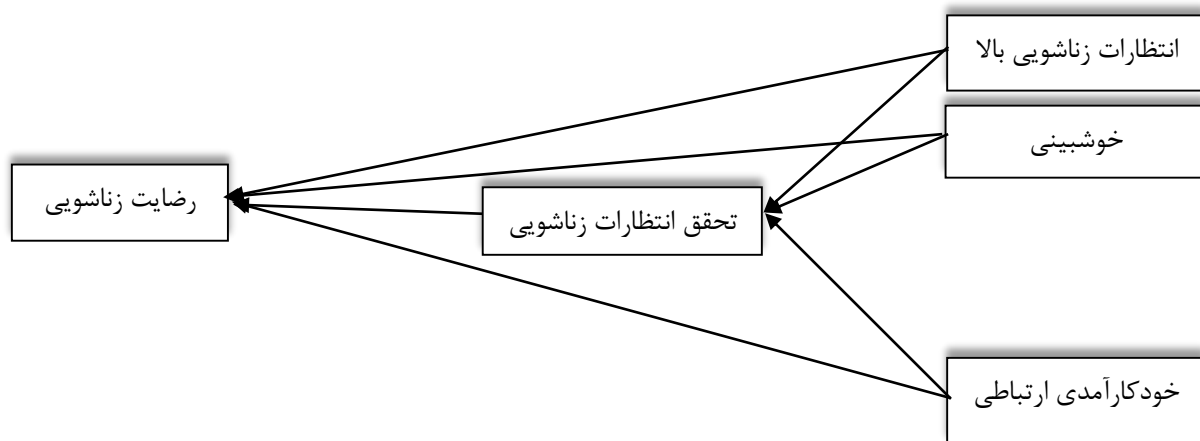 انتظارات زناشویی بالا
خوشبینی
رضایت زناشویی
تحقق انتظارات زناشویی
خودکارآمدی ارتباطی